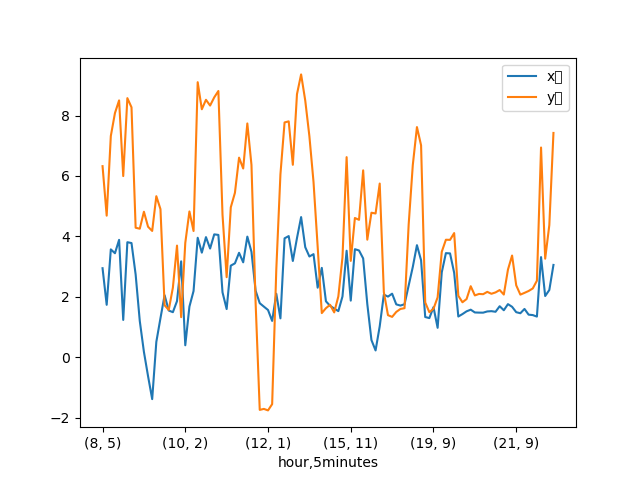 x
y
8
6
4
2
0
−2
(8, 5) (10, 2) (12, 1) (15, 11) (19, 9) (21, 9)
hour,5minutes